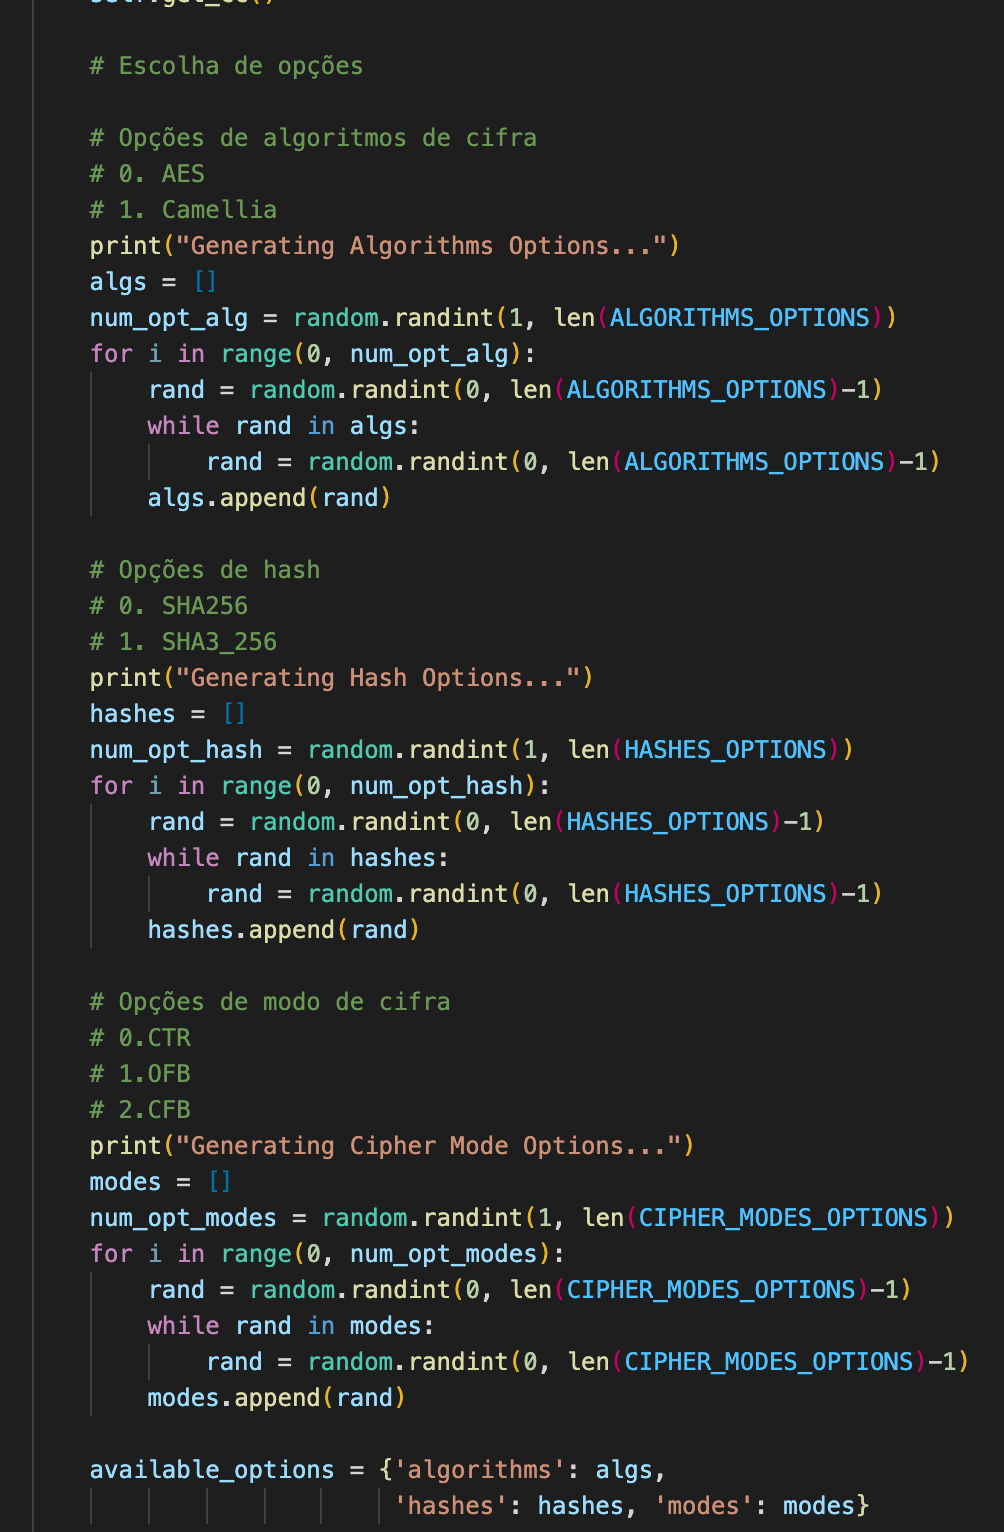 self.get_cc()
# Escolha de opções
# Opções de algoritmos de cifra
# 0. AES
# 1. Camellia
print("Generating Algorithms Options...")
algs = []
num_opt_alg = random.randint(1, len(ALGORITHMS_OPTIONS))
for i in range(0, num_opt_alg):
    rand = random.randint(0, len(ALGORITHMS_OPTIONS)-1)
    while rand in algs:
        rand = random.randint(0, len(ALGORITHMS_OPTIONS)-1)
    algs.append(rand)
# Opções de hash
# 0. SHA256
# 1. SHA3_256
print("Generating Hash Options...")
hashes = []
num_opt_hash = random.randint(1, len(HASHES_OPTIONS))
for i in range(0, num_opt_hash):
    rand = random.randint(0, len(HASHES_OPTIONS)-1)
    while rand in hashes:
        rand = random.randint(0, len(HASHES_OPTIONS)-1)
    hashes.append(rand)
# Opções de modo de cifra
# 0.CTR
# 1.OFB
# 2.CFB
print("Generating Cipher Mode Options...")
modes = []
num_opt_modes = random.randint(1, len(CIPHER_MODES_OPTIONS))
for i in range(0, num_opt_modes):
    rand = random.randint(0, len(CIPHER_MODES_OPTIONS)-1)
    while rand in modes:
        rand = random.randint(0, len(CIPHER_MODES_OPTIONS)-1)
    modes.append(rand)
available_options = {'algorithms': algs,
                     'hashes': hashes, 'modes': modes}